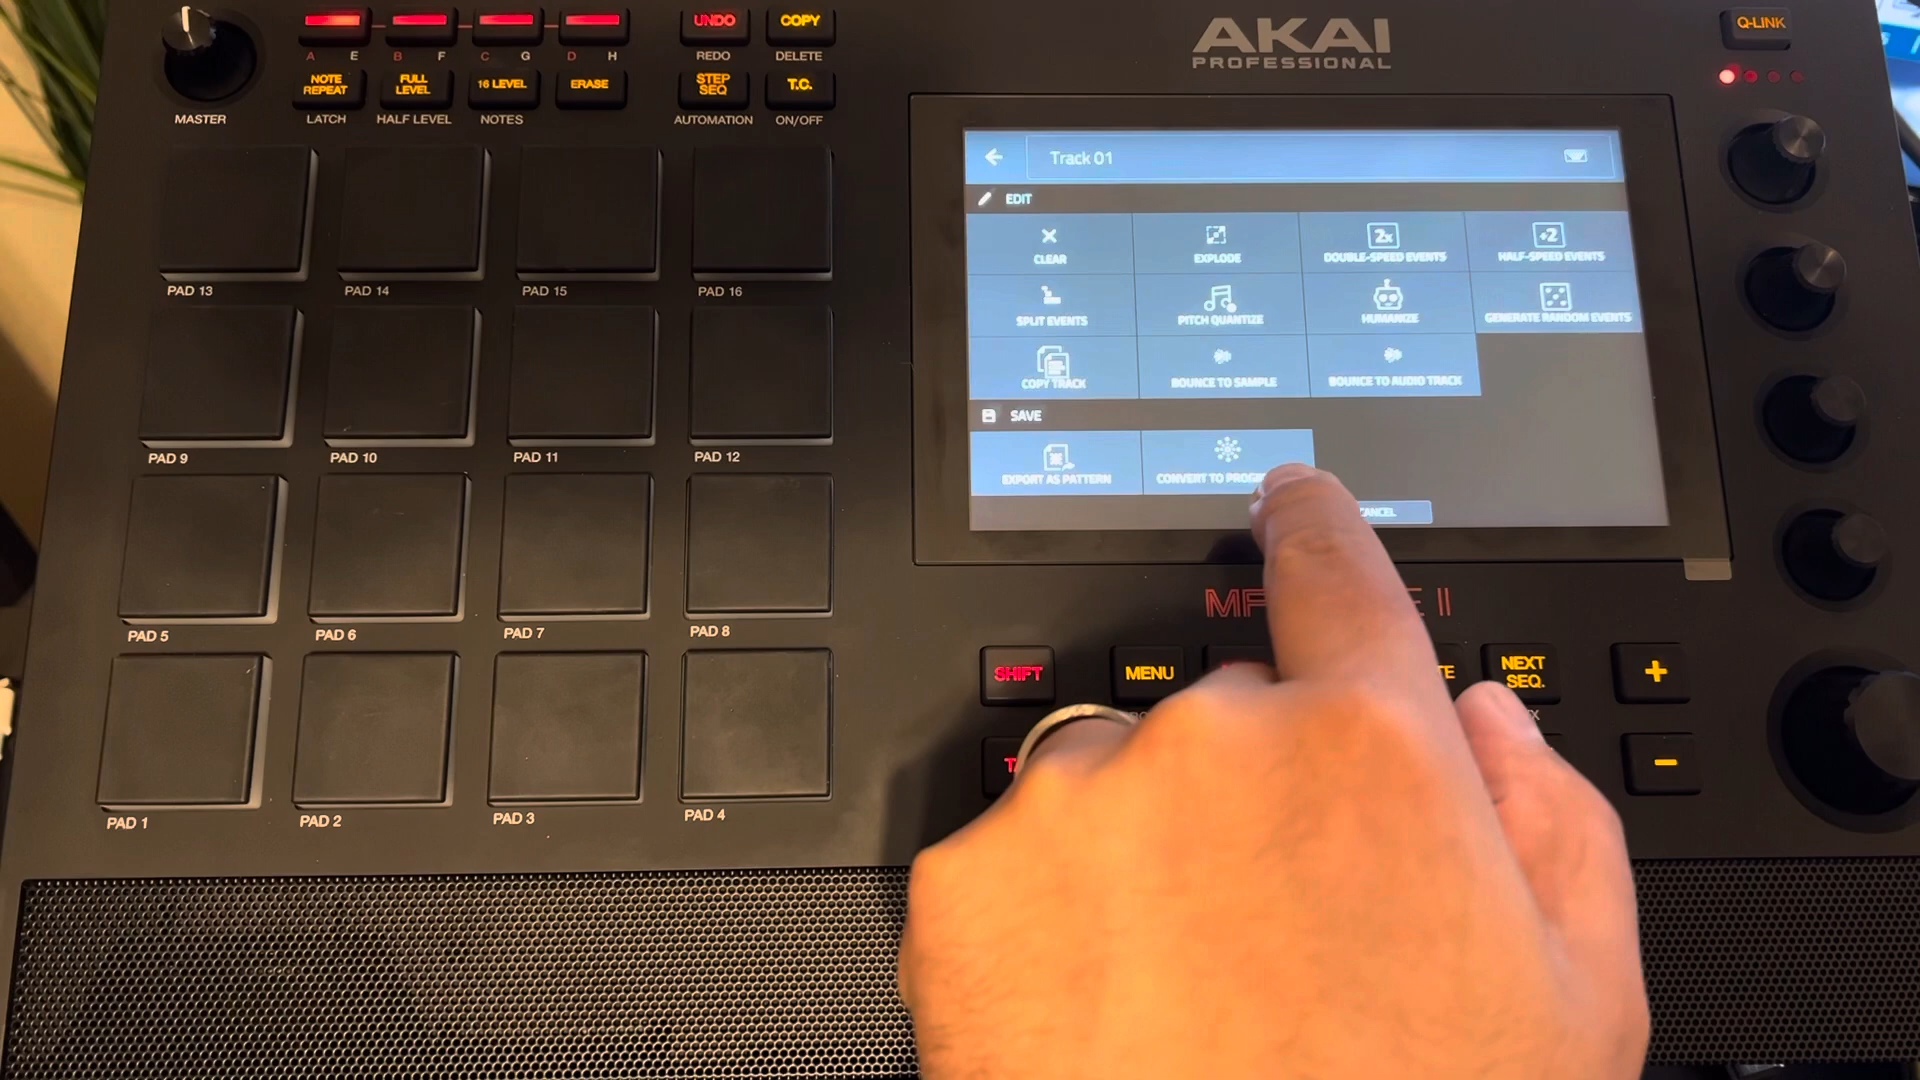 UNDO
COPY
A E
B F
C G
D H
REDO
DELETE
NOTE
REPEAT
FULL
LEVEL
16 LEVEL
ERASE
STEP
SEQ
T.C.
MASTER
LATCH
HALF LEVEL
NOTES
AUTOMATION
ON/OFF
AKAI
PROFESSIONAL
Q-LINK
PAD 13
PAD 14
PAD 15
PAD 16
PAD 9
PAD 10
PAD 11
PAD 12
PAD 5
PAD 6
PAD 7
PAD 8
PAD 1
PAD 2
PAD 3
PAD 4
Track 01
EDIT
CLEAR
EXPLODE
2x
DOUBLE-SPEED EVENTS
÷2
HALF-SPEED EVENTS
SPLIT EVENTS
PITCH QUANTIZE
HUMANIZE
GENERATE RANDOM EVENTS
COPY TRACK
BOUNCE TO SAMPLE
BOUNCE TO AUDIO TRACK
SAVE
EXPORT AS PATTERN
CONVERT TO
CANCEL
II
SHIFT
MENU
NEXT
SEQ.
+
-